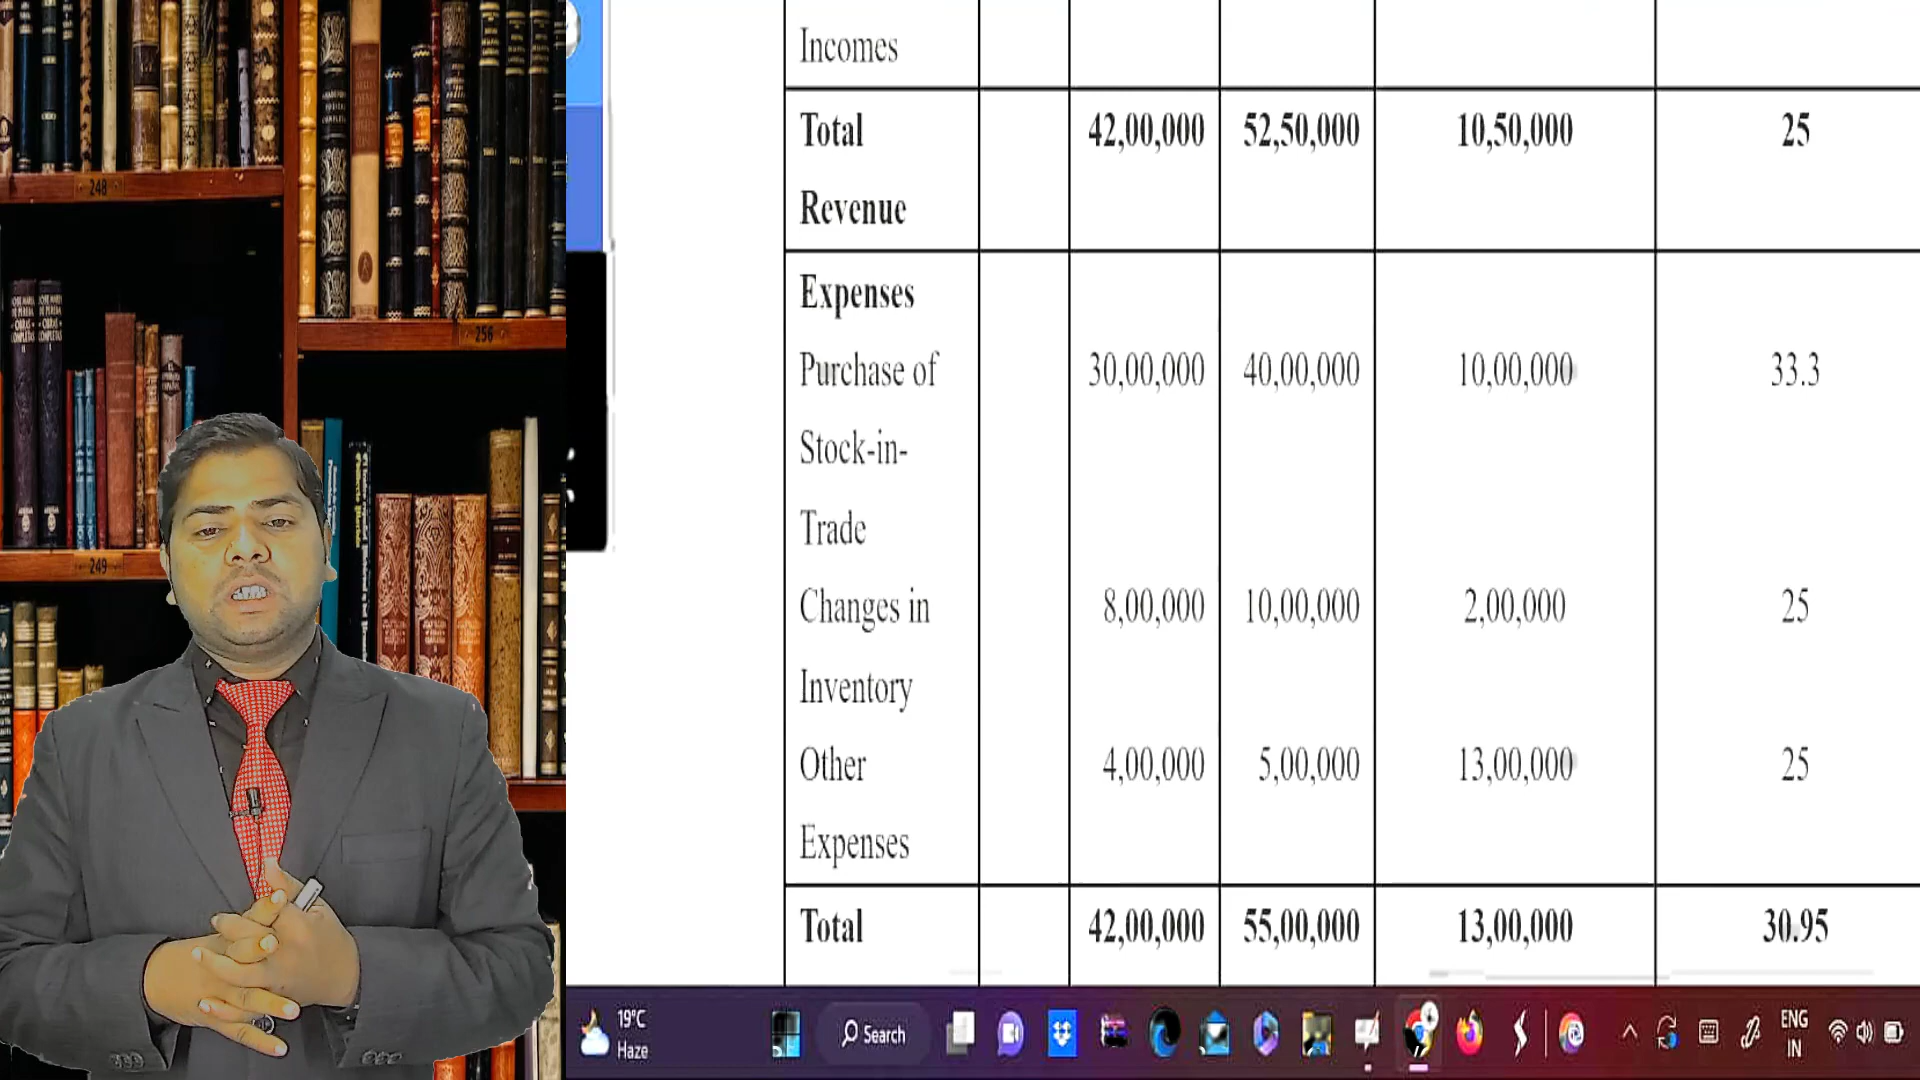 Incomes
Total 42,00,000 52,50,000 10,50,000 25
Revenue
Expenses
Purchase of 30,00,000 40,00,000 10,00,000 33.3
Stock-in-
Trade
Changes in 8,00,000 10,00,000 2,00,000 25
Inventory
Other 4,00,000 5,00,000 13,00,000 25
Expenses
Total 42,00,000 55,00,000 13,00,000 30.95
248
256
249
19°C
Haze
Search
ENG
IN